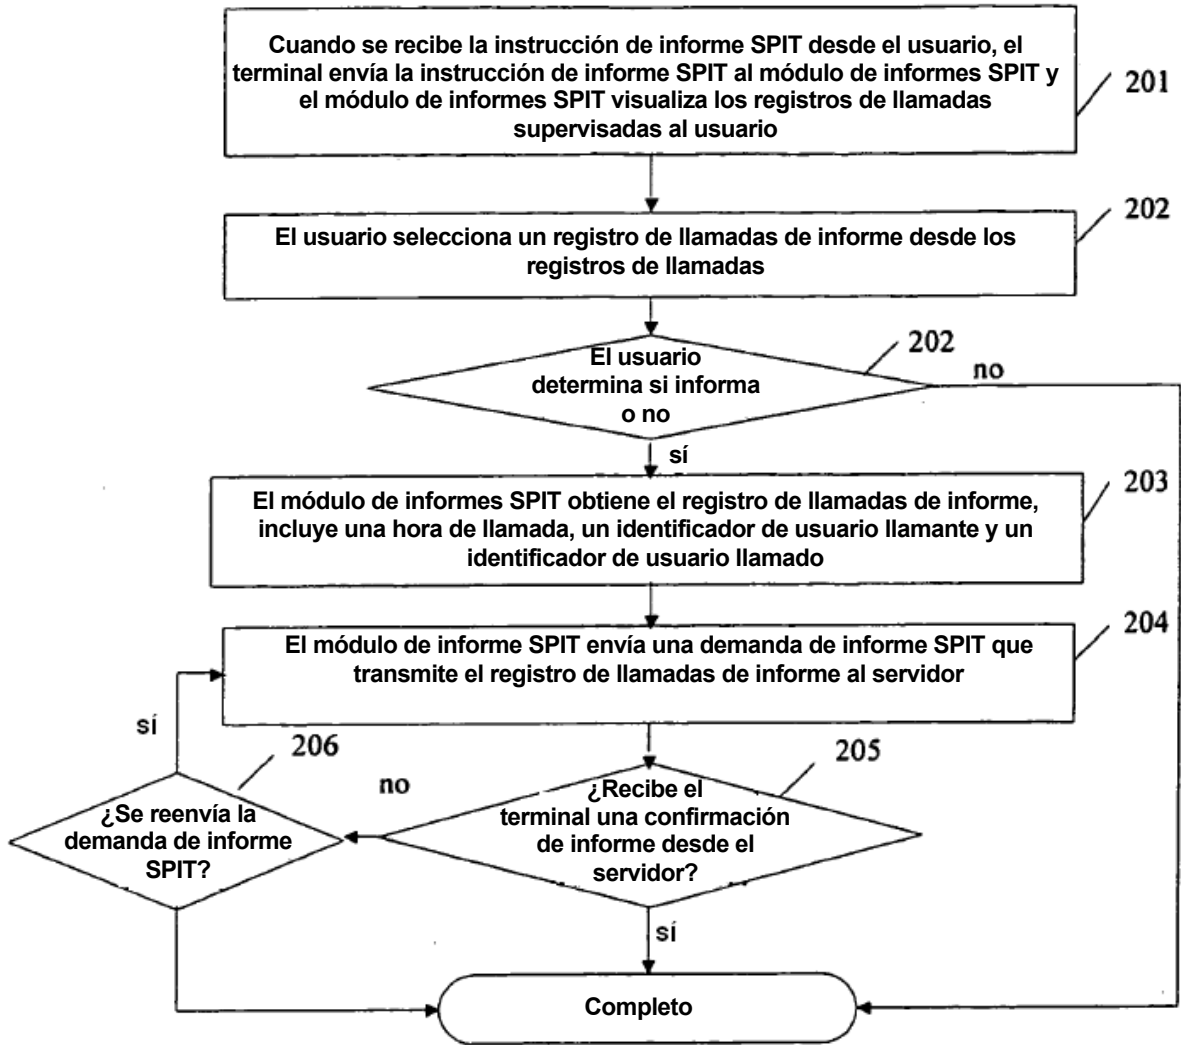 Cuando se recibe la instrucción de informe SPIT desde el usuario, el
terminal envía la instrucción de informe SPIT al módulo de informes SPIT y
el módulo de informes SPIT visualiza los registros de llamadas
supervisadas al usuario
201
El usuario selecciona un registro de llamadas de informe desde los
registros de llamadas
202
El usuario
determina si informa
o no
202
no
sí
El módulo de informes SPIT obtiene el registro de llamadas de informe,
incluye una hora de llamada, un identificador de usuario llamante y un
identificador de usuario llamado
203
El módulo de informe SPIT envía una demanda de informe SPIT que
transmite el registro de llamadas de informe al servidor
204
sí
206
no
205
¿Se reenvía la
demanda de informe
SPIT?
¿Recibe el
terminal una confirmación
de informe desde el
servidor?
sí
Completo